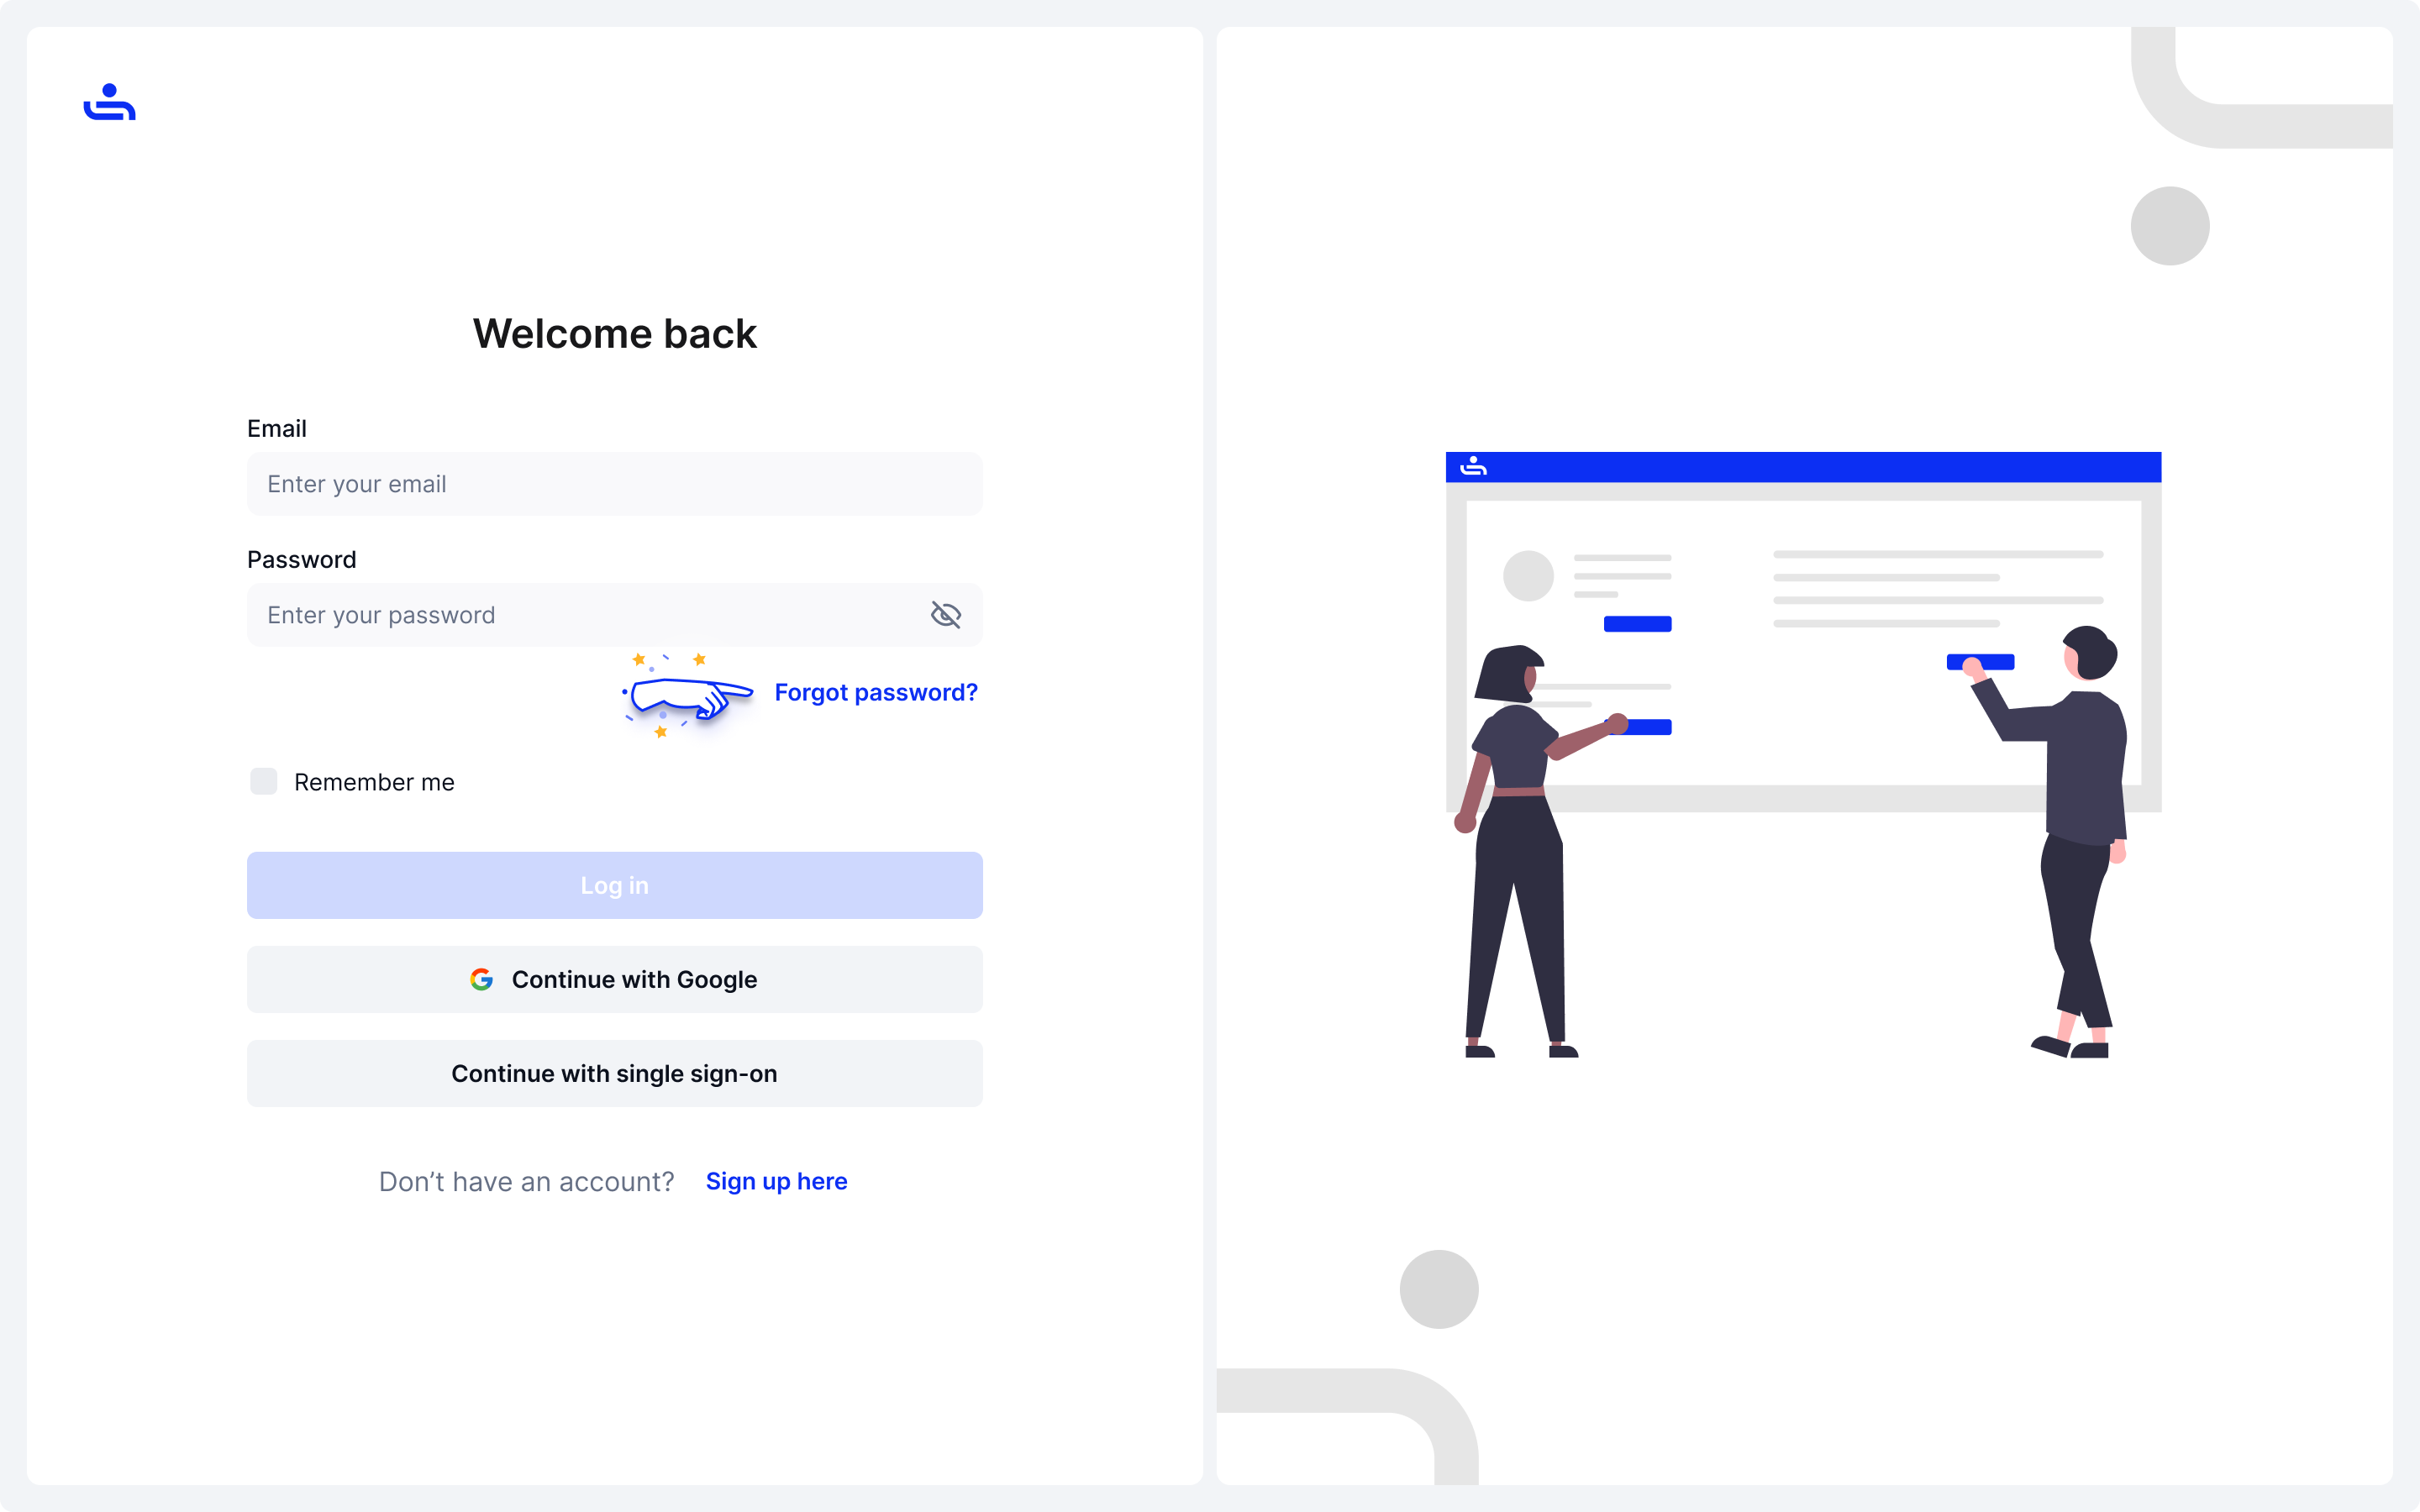 Welcome back
Email
Enter your email
Password
Enter your password
Forgot password?
Remember me
Log in
Continue with Google
Continue with single sign-on
Don’t have an account? Sign up here